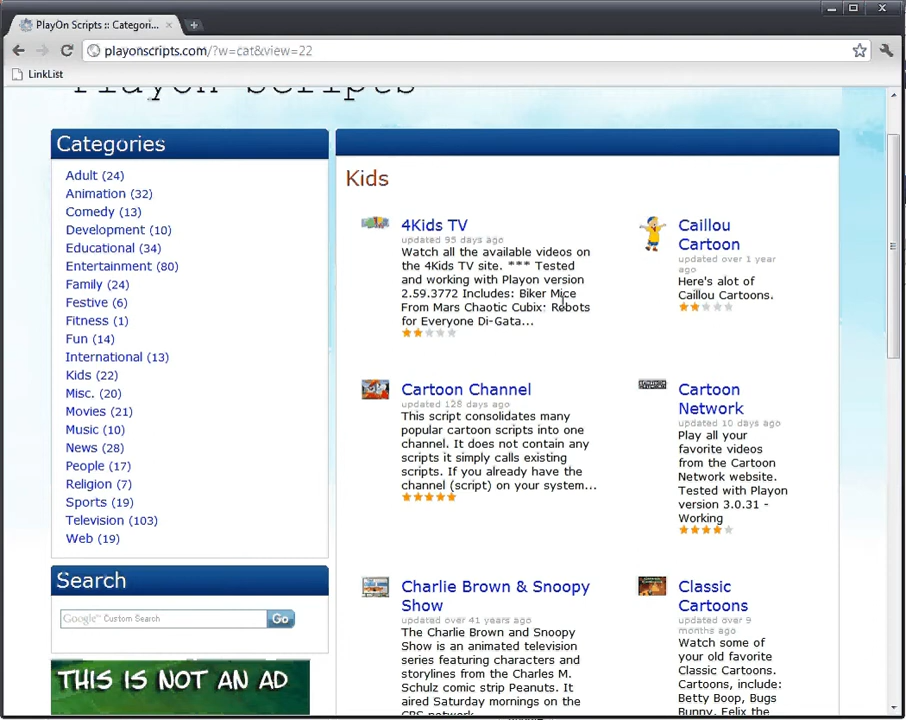 PlayOn Scripts :: Categori...
playonscripts.com/?w=cat&view=22
LinkList
PlayOn Scripts
Categories
Adult (24)
Animation (32)
Comedy (13)
Development (10)
Educational (34)
Entertainment (80)
Family (24)
Festive (6)
Fitness (1)
Fun (14)
International (13)
Kids (22)
Misc. (20)
Movies (21)
Music (10)
News (28)
People (17)
Religion (7)
Sports (19)
Television (103)
Web (19)
Search
Google™ Custom Search
Go
THIS IS NOT AN AD
Kids
4Kids TV
updated 95 days ago
Watch all the available videos on
the 4Kids TV site. *** Tested
and working with Playon version
2.59.3772 Includes: Biker Mice
From Mars Chaotic Cubix: Robots
for Everyone Di-Gata...
Caillou
Cartoon
updated over 1 year
ago
Here's alot of
Caillou Cartoons.
Cartoon Channel
updated 128 days ago
This script consolidates many
popular cartoon scripts into one
channel. It does not contain any
scripts it simply calls existing
scripts. If you already have the
channel (script) on your system...
Cartoon
Network
updated 10 days ago
Play all your
favorite videos
from the Cartoon
Network website.
Tested with Playon
version 3.0.31 -
Working
Charlie Brown & Snoopy
Show
updated over 41 years ago
The Charlie Brown and Snoopy
Show is an animated television
series featuring characters and
storylines from the Charles M.
Schulz comic strip Peanuts. It
aired Saturday mornings on the
CBS network
Classic
Cartoons
updated over 9
months ago
Watch some of
your old favorite
Classic Cartoons.
Cartoons, include:
Betty Boop, Bugs
Bunny, Felix the